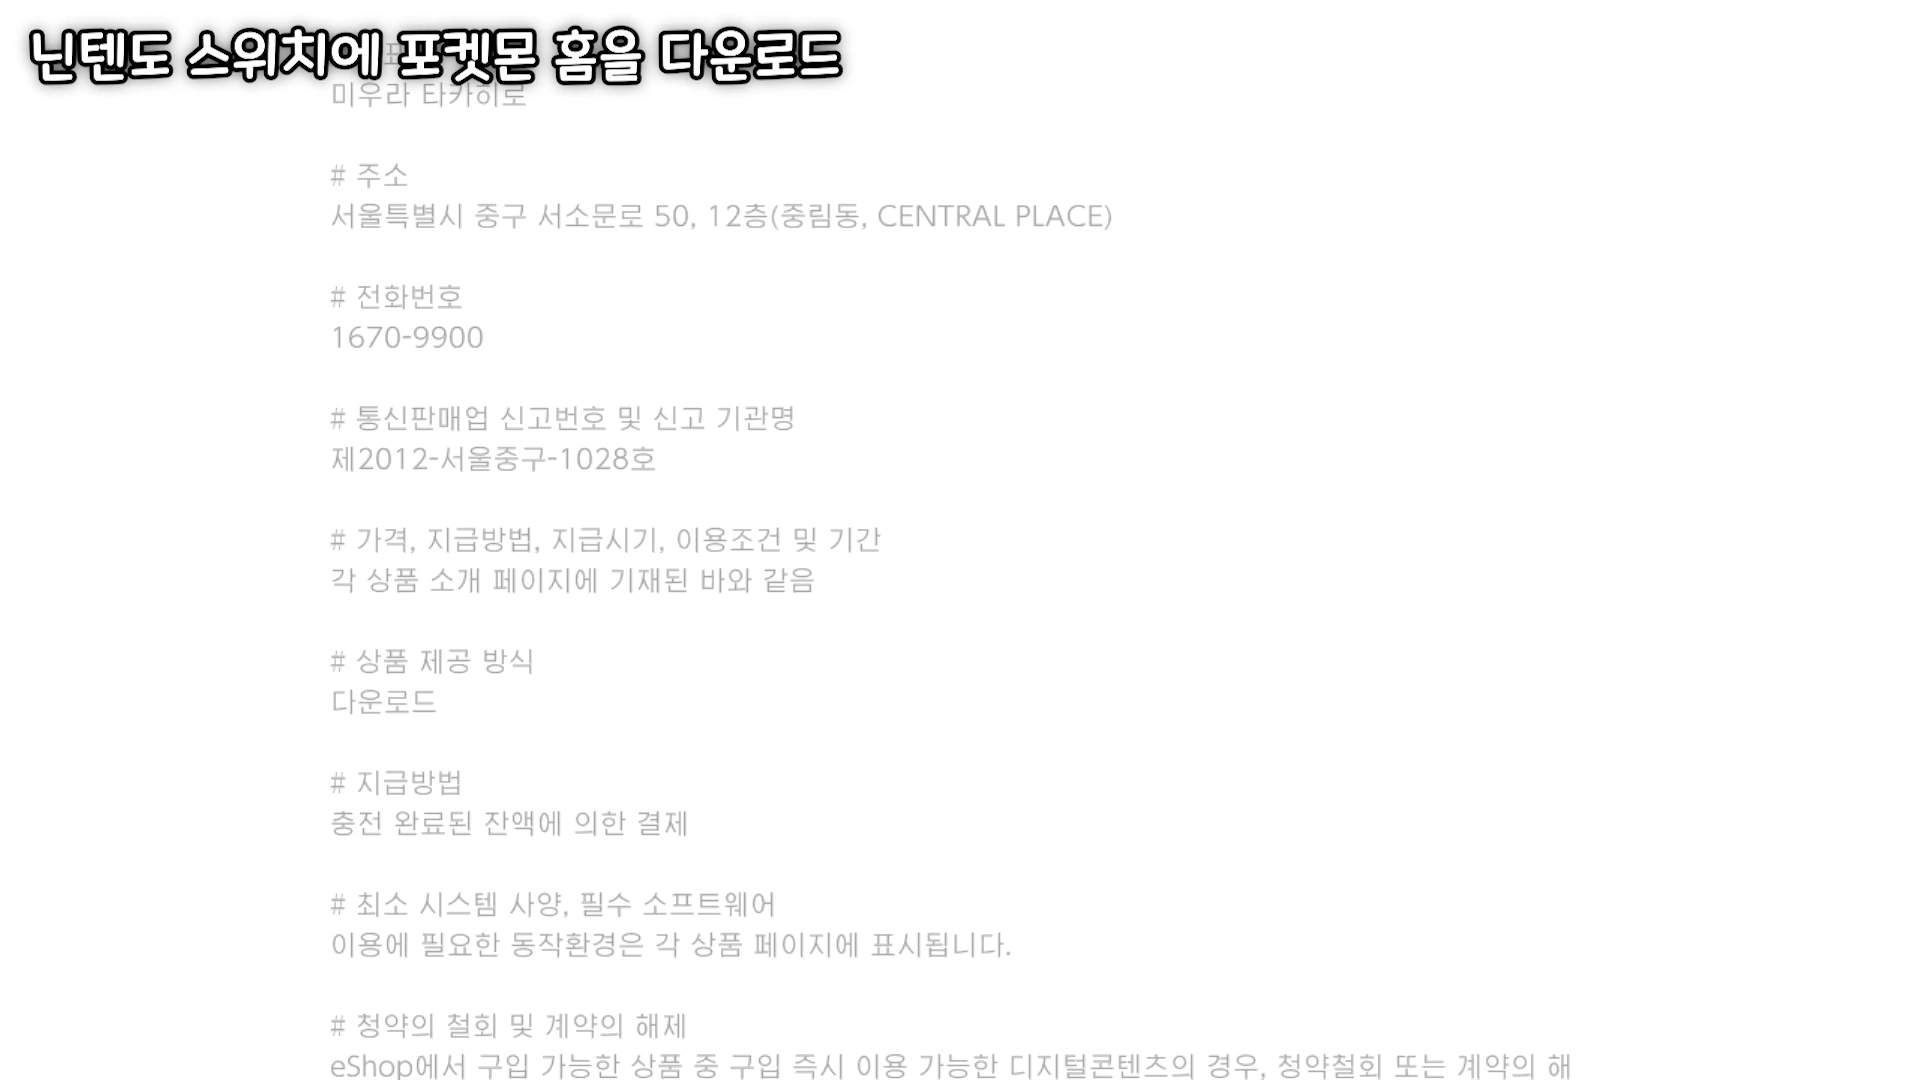 닌텐도 스위치에 포켓몬 홈을 다운로드
미우라 타카히로
# 주소
서울특별시 중구 서소문로 50, 12층(중림동, CENTRAL PLACE)
# 전화번호
1670-9900
# 통신판매업 신고번호 및 신고 기관명
제2012-서울중구-1028호
# 가격, 지급방법, 지급시기, 이용조건 및 기간
각 상품 소개 페이지에 기재된 바와 같음
# 상품 제공 방식
다운로드
# 지급방법
충전 완료된 잔액에 의한 결제
# 최소 시스템 사양, 필수 소프트웨어
이용에 필요한 동작환경은 각 상품 페이지에 표시됩니다.
# 청약의 철회 및 계약의 해제
eShop에서 구입 가능한 상품 중 구입 즉시 이용 가능한 디지털콘텐츠의 경우, 청약철회 또는 계약의 해